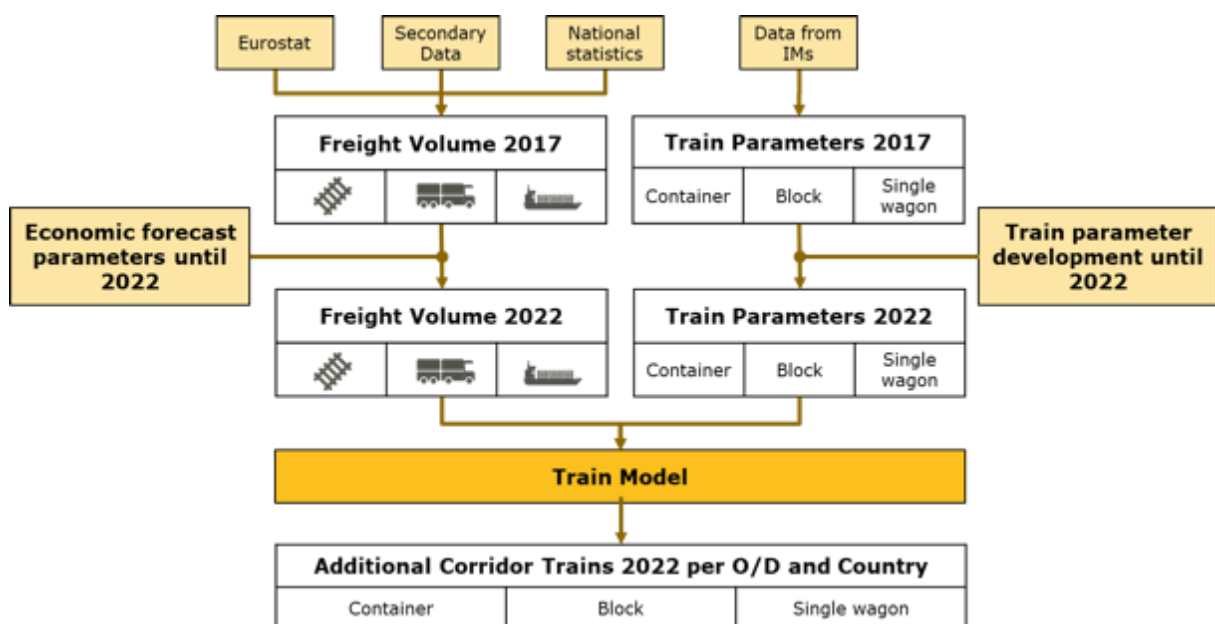 Eurostat
Secondary
Data
National
statistics
Data from
IMs
Freight Volume 2017
Train Parameters 2017
Container
Block
Single
wagon
Economic forecast
parameters until
2022
Train parameter
development until
2022
Freight Volume 2022
Train Parameters 2022
Container
Block
Single
wagon
Train Model
Additional Corridor Trains 2022 per O/D and Country
Container
Block
Single wagon